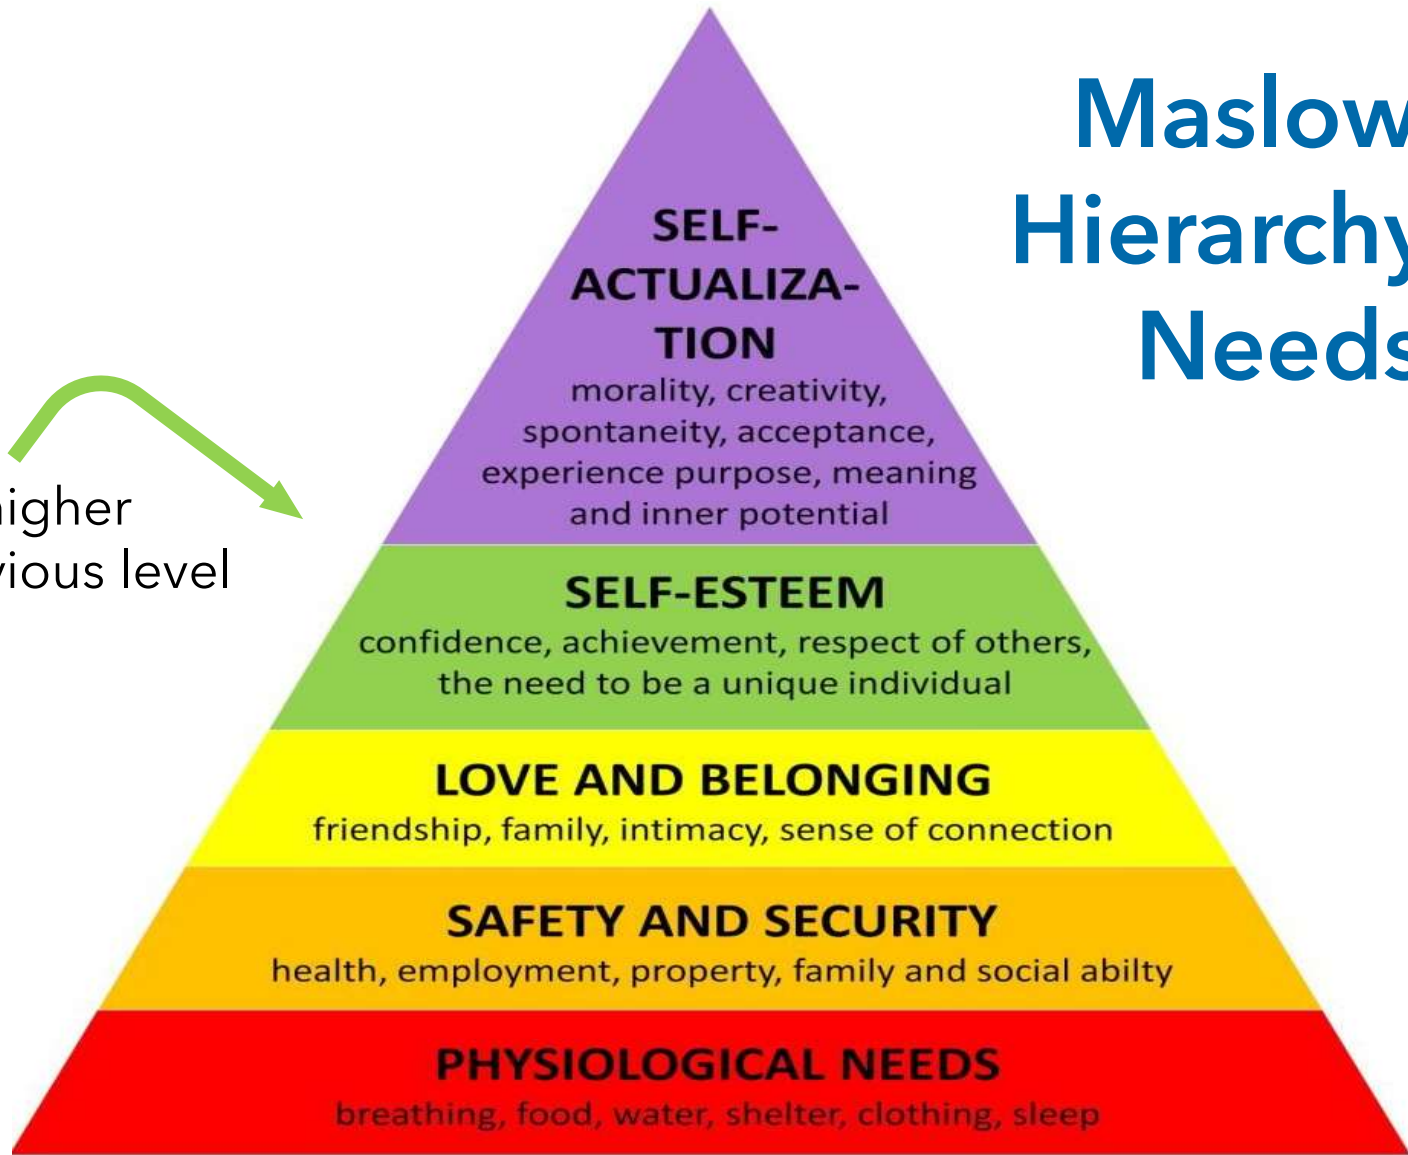 Maslow
Hierarchy
Needs
SELF-
ACTUALIZA-
TION
morality, creativity,
spontaneity, acceptance,
experience purpose, meaning
and inner potential
higher
vious level
SELF-ESTEEM
confidence, achievement, respect of others,
the need to be a unique individual
LOVE AND BELONGING
friendship, family, intimacy, sense of connection
SAFETY AND SECURITY
health, employment, property, family and social abilty
PHYSIOLOGICAL NEEDS
breathing, food, water, shelter, clothing, sleep